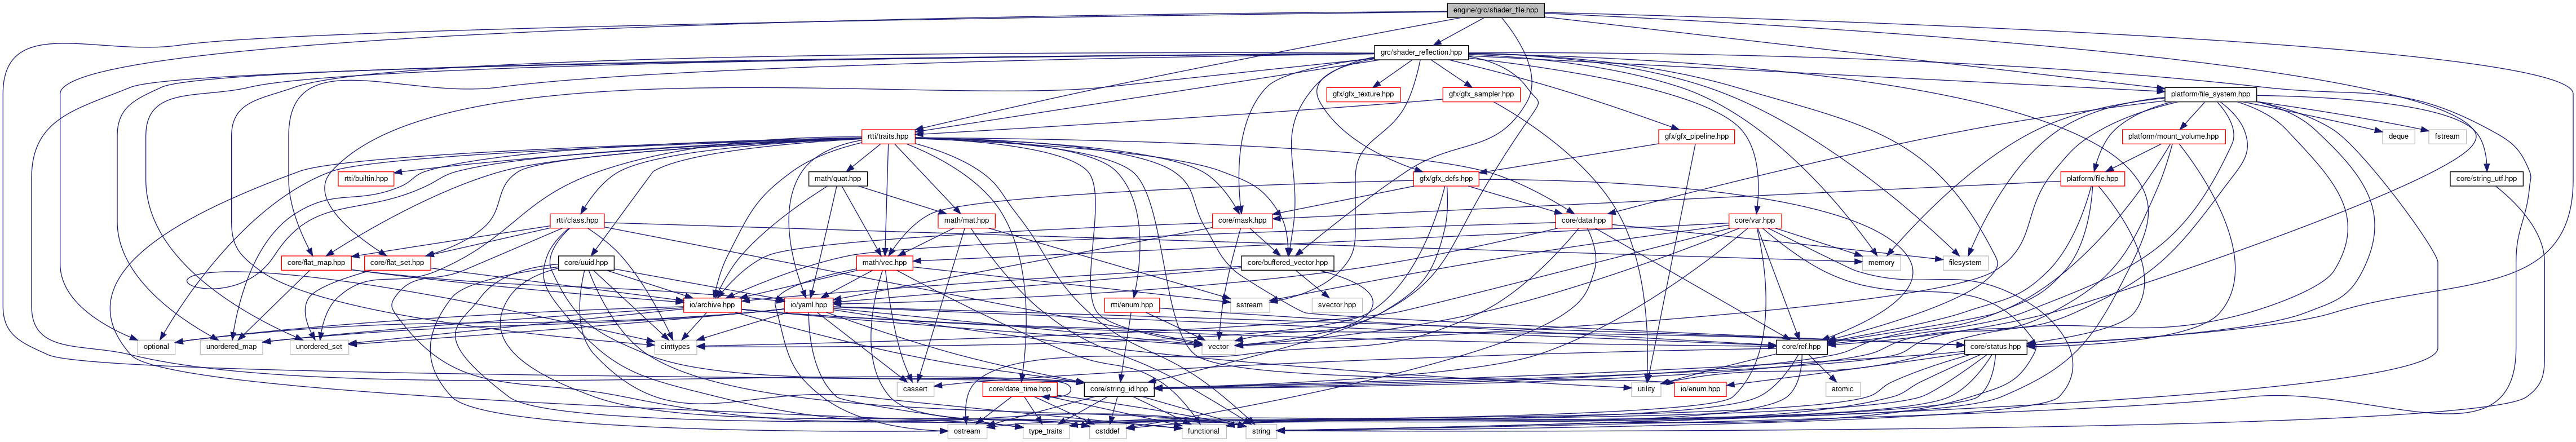 engine/grc/shader_file.hpp
grc/shader_reflection.hpp
gfx/gfx_texture.hpp
gfx/gfx_sampler.hpp
platform/file_system.hpp
rtti/traits.hpp
gfx/gfx_pipeline.hpp
platform/mount_volume.hpp
deque
fstream
rtti/builtin.hpp
math/quat.hpp
gfx/gfx_defs.hpp
platform/file.hpp
core/string_utf.hpp
rtti/class.hpp
math/mat.hpp
core/mask.hpp
core/data.hpp
core/var.hpp
core/flat_map.hpp
core/flat_set.hpp
core/uuid.hpp
math/vec.hpp
core/buffered_vector.hpp
memory
filesystem
io/archive.hpp
io/yaml.hpp
rtti/enum.hpp
sstream
svector.hpp
optional
unordered_map
unordered_set
cinttypes
vector
core/ref.hpp
core/status.hpp
cassert
core/date_time.hpp
core/string_id.hpp
utility
io/enum.hpp
atomic
ostream
type_traits
cstddef
functional
string